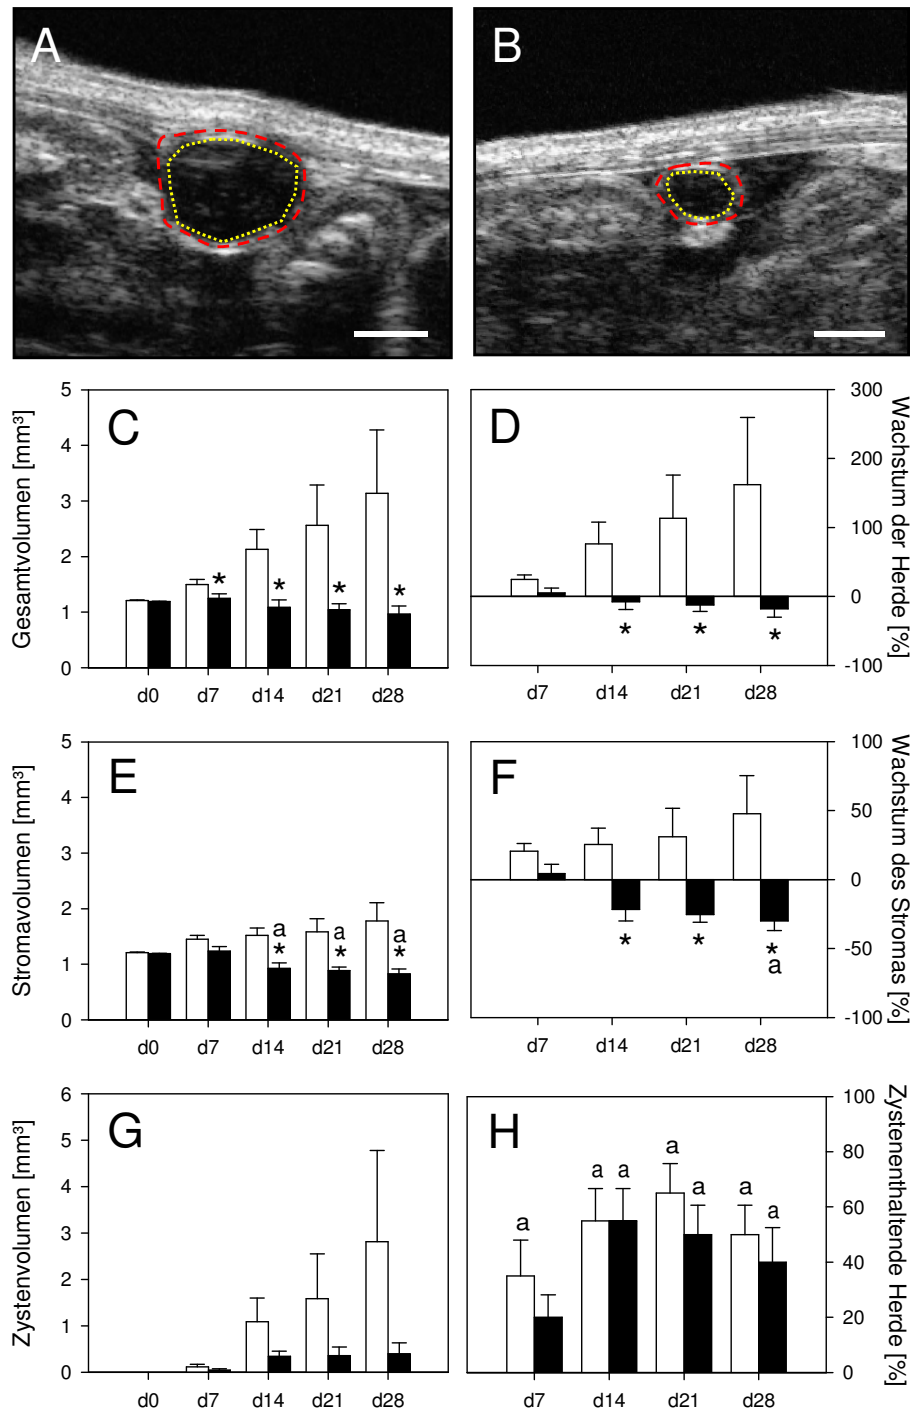 A
B
Gesamtvolumen [mm³]
5
4
3
2
1
0
C
* * * *
d0 d7 d14 d21 d28
D
300
200
100
0
-100
Wachstum der Herde [%]
* * *
d7 d14 d21 d28
Stromavolumen [mm³]
5
4
3
2
1
0
E
a a a
* * *
d0 d7 d14 d21 d28
F
100
50
0
-50
-100
Wachstum des Stromas [%]
* * *
a
d7 d14 d21 d28
Zystenvolumen [mm³]
6
5
4
3
2
1
0
G
d0 d7 d14 d21 d28
H
100
80
60
40
20
0
Zystenenthaltende Herde [%]
a a a a a a a
d7 d14 d21 d28